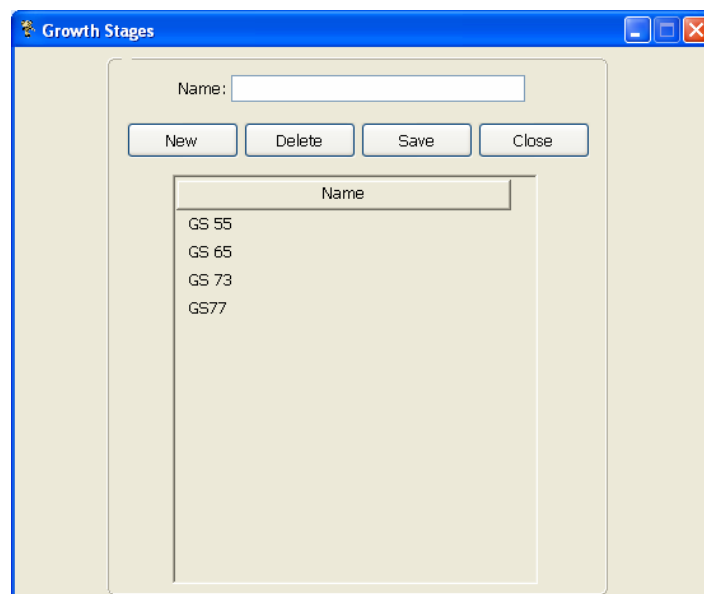 Growth Stages
Name:
New Delete Save Close
Name
GS 55
GS 65
GS 73
GS77